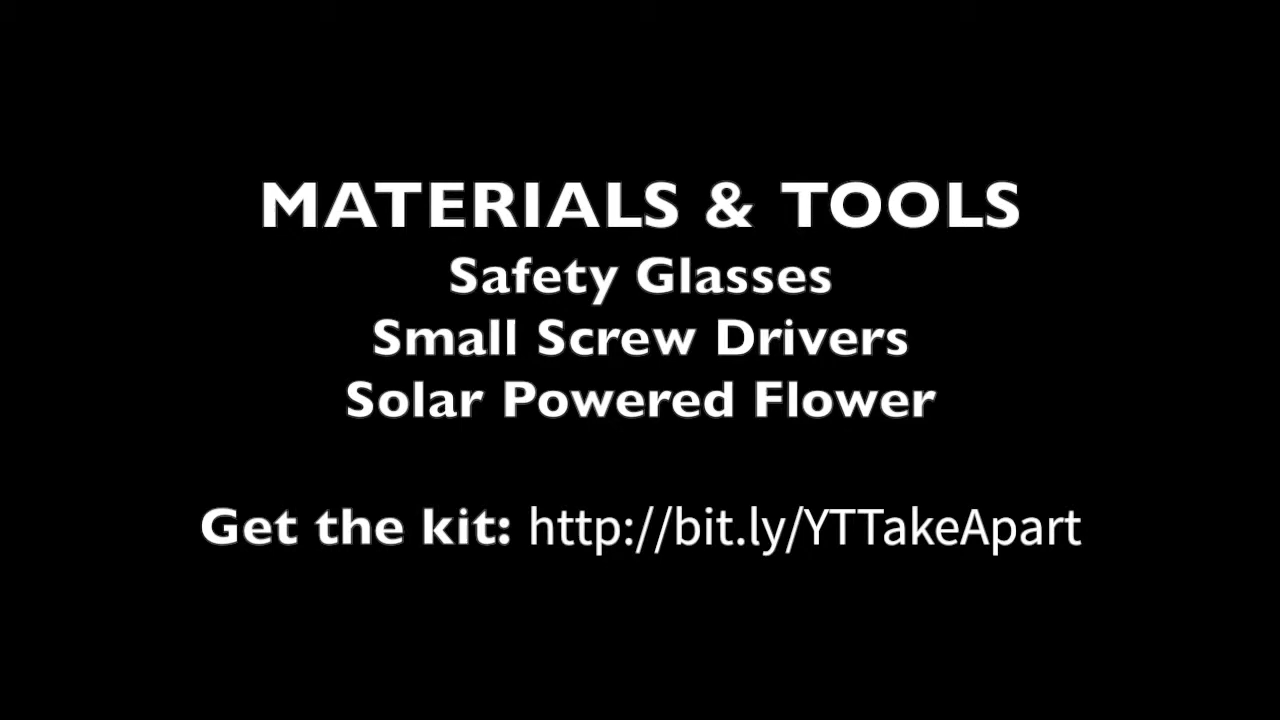 MATERIALS & TOOLS
Safety Glasses
Small Screw Drivers
Solar Powered Flower
Get the kit: http://bit.ly/YTTakeApart